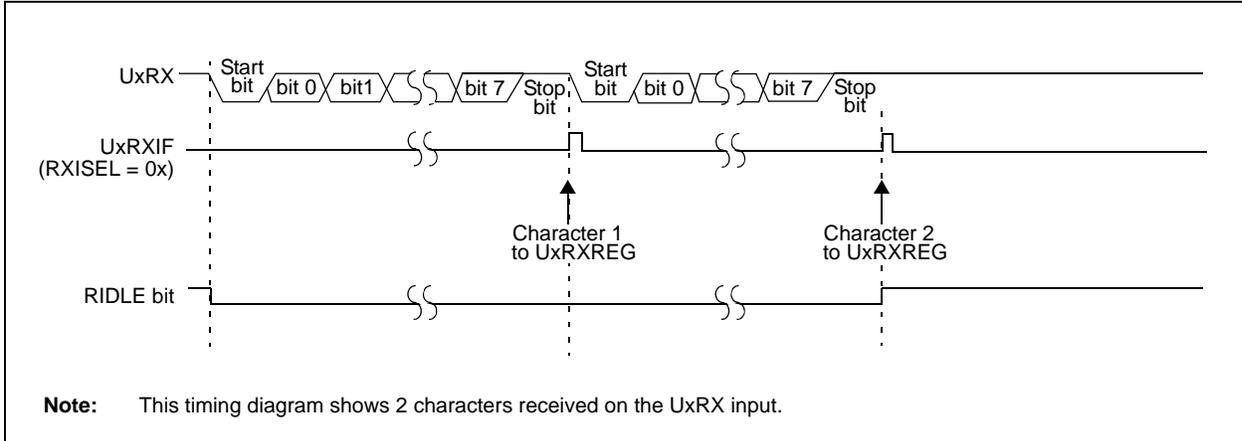 UxRX
Start
bit
bit 0
bit1
bit 7
Stop
bit
Start
bit
bit 0
bit 7
Stop
bit
UxRXIF
(RXISEL = 0x)
Character 1
to UxRXREG
Character 2
to UxRXREG
RIDLE bit
Note: This timing diagram shows 2 characters received on the UxRX input.